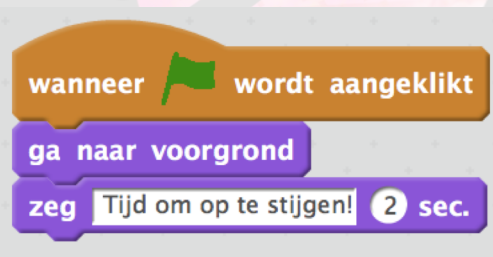 wanneer wordt aangeklikt
ga naar voorgrond
zeg Tijd om op te stijgen! 2 sec.